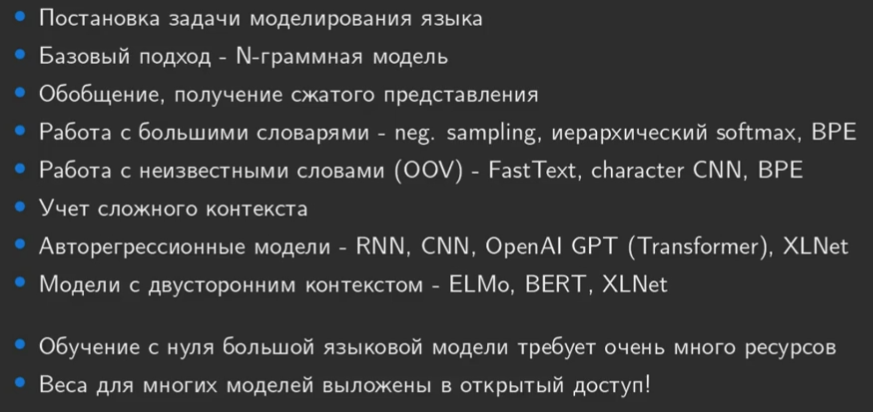 • Постановка задачи моделирования языка
• Базовый подход - N-граммная модель
• Обобщение, получение сжатого представления
• Работа с большими словарями - neg. sampling, иерархический softmax, BPE
• Работа с неизвестными словами (OOV) - FastText, character CNN, BPE
• Учет сложного контекста
• Авторегрессионные модели - RNN, CNN, OpenAI GPT (Transformer), XLNet
• Модели с двусторонним контекстом - ELMo, BERT, XLNet
• Обучение с нуля большой языковой модели требует очень много ресурсов
• Веса для многих моделей выложены в открытый доступ!